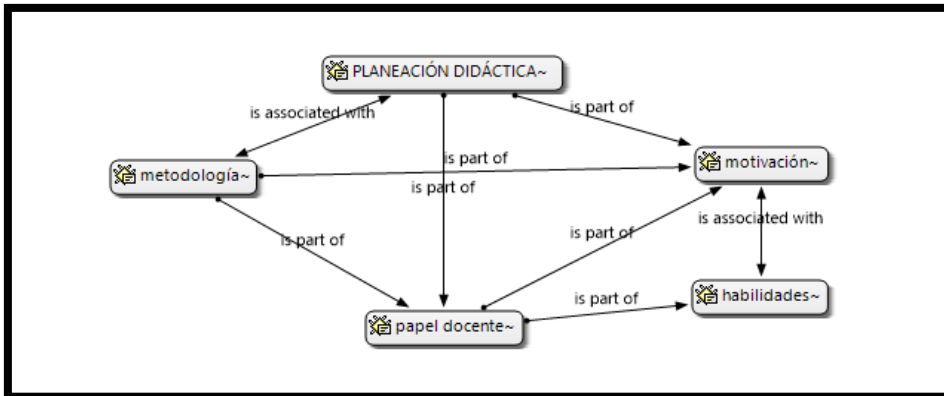 PLANEACIÓN DIDÁCTICA~
is associated with
is part of
is part of
metodología~
motivación~
is part of
is part of
is part of
is associated with
is part of
habilidades~
papel docente~